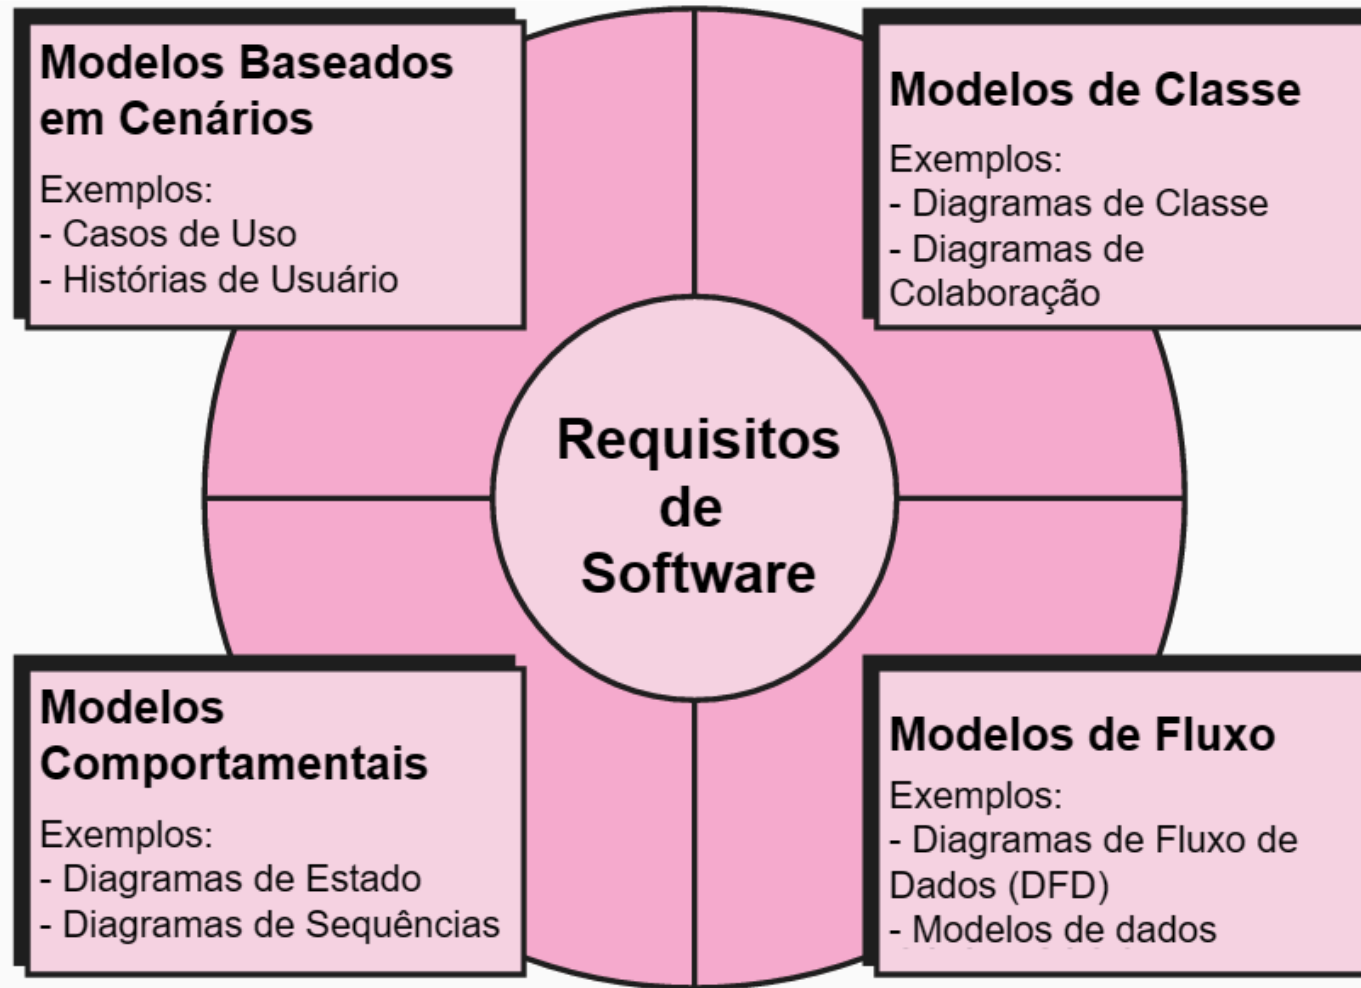 Modelos Baseados
em Cenários
Exemplos:
- Casos de Uso
- Histórias de Usuário
Modelos de Classe
Exemplos:
- Diagramas de Classe
- Diagramas de
Colaboração
Requisitos
de
Software
Modelos
Comportamentais
Exemplos:
- Diagramas de Estado
- Diagramas de Sequências
Modelos de Fluxo
Exemplos:
- Diagramas de Fluxo de
Dados (DFD)
- Modelos de dados